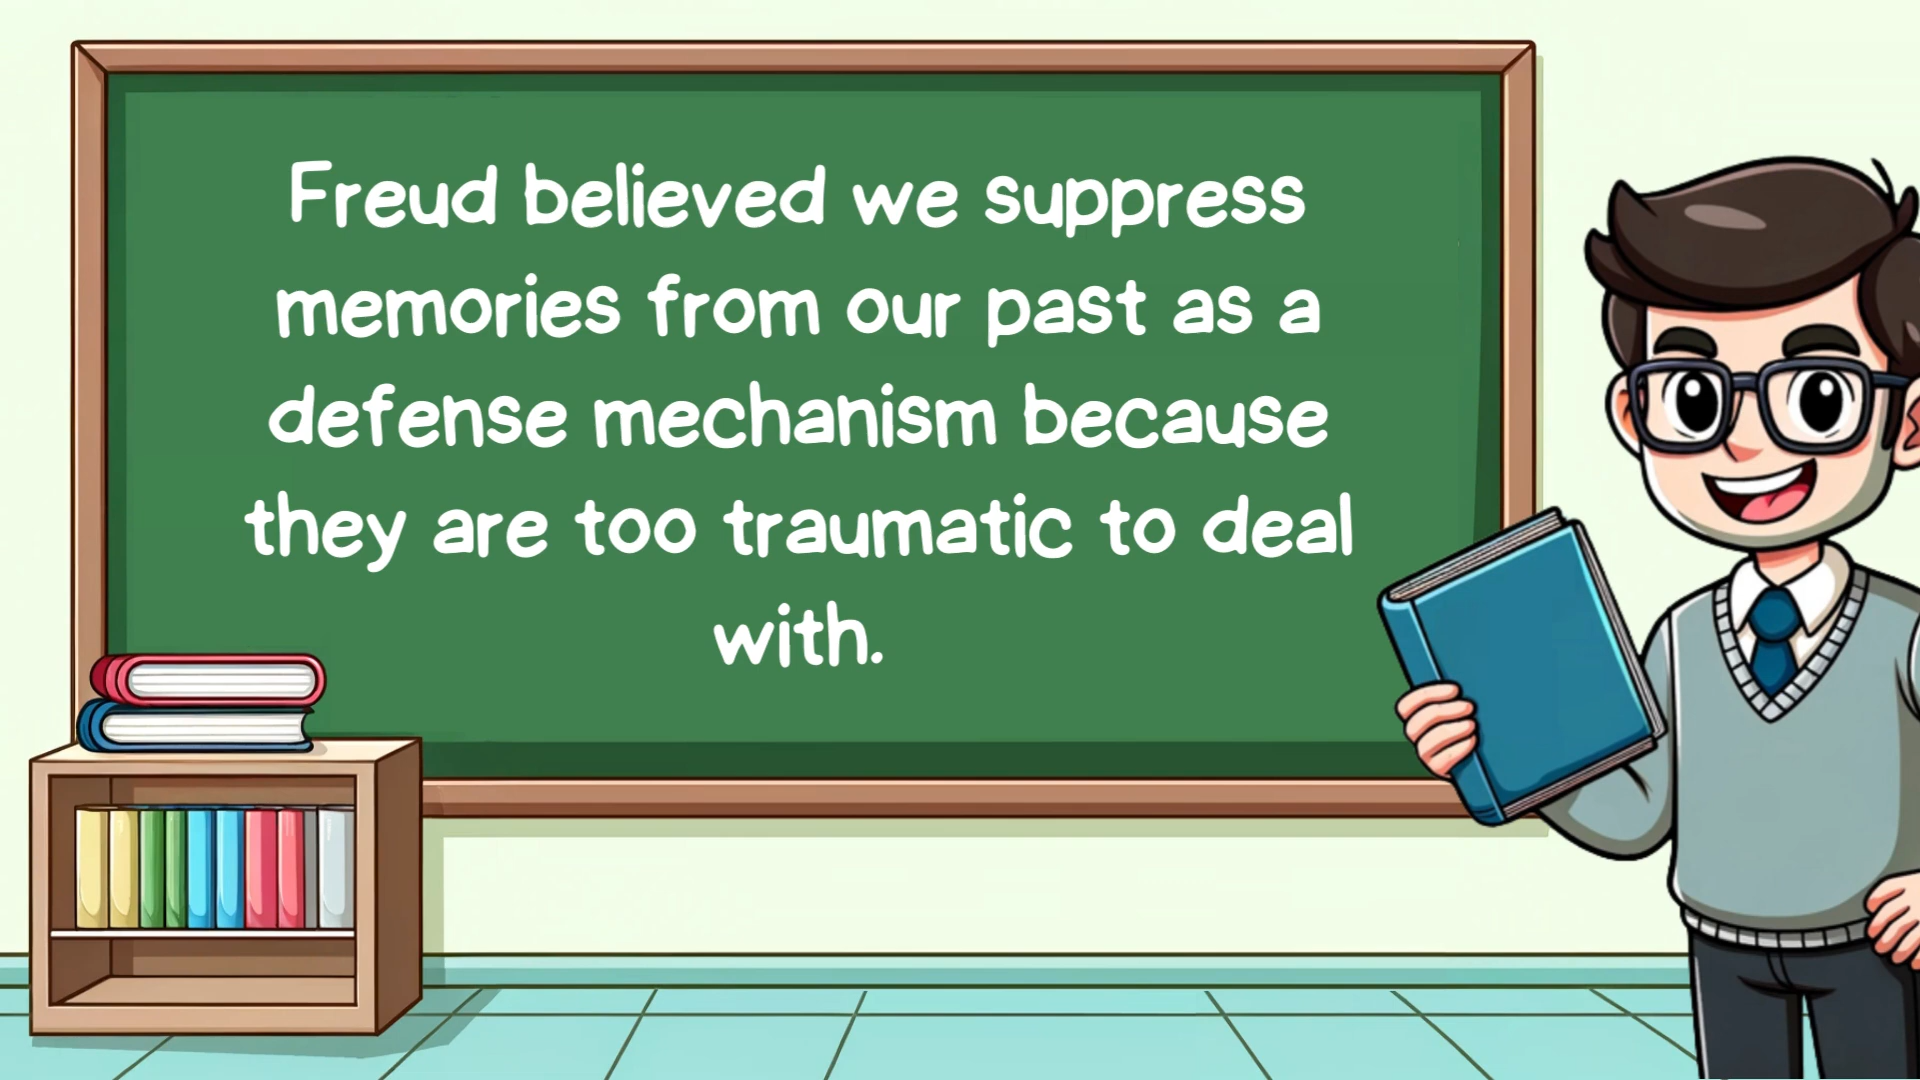 Freud believed we suppress
memories from our past as a
defense mechanism because
they are too traumatic to deal
with.